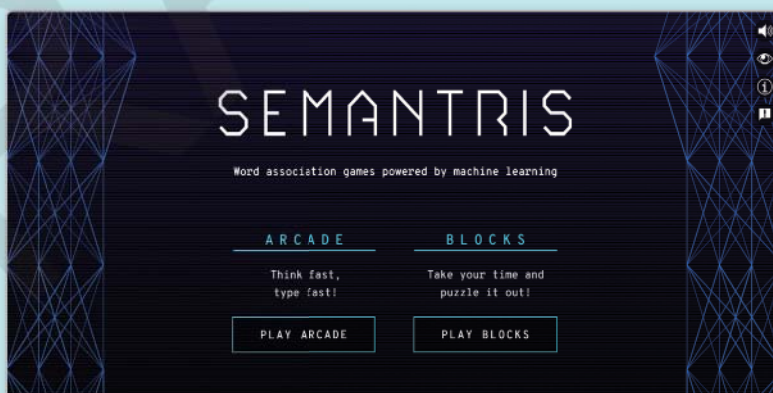 SEMANTRIS
Word association games powered by machine learning
ARCADE
Think fast,
type fast!
PLAY ARCADE
BLOCKS
Take your time and
puzzle it out!
PLAY BLOCKS